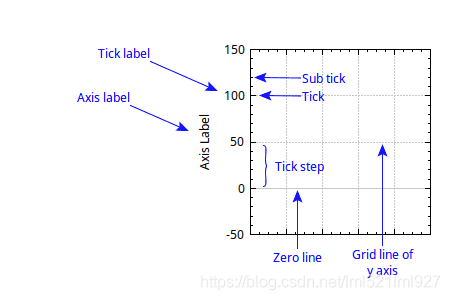 150
Tick label
Sub tick
100
Tick
Axis label
Axis Label
50
Tick step
0
-50
Zero line
Grid line of
y axis
https://blog.csdn.net/lml521lml927